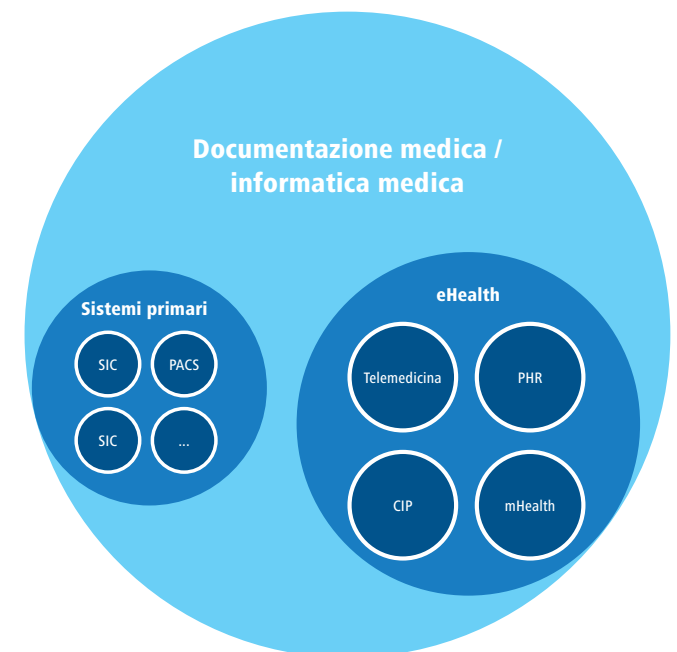 Documentazione medica /
informatica medica
Sistemi primari
SIC
PACS
SIC
...
eHealth
Telemedicina
PHR
CIP
mHealth